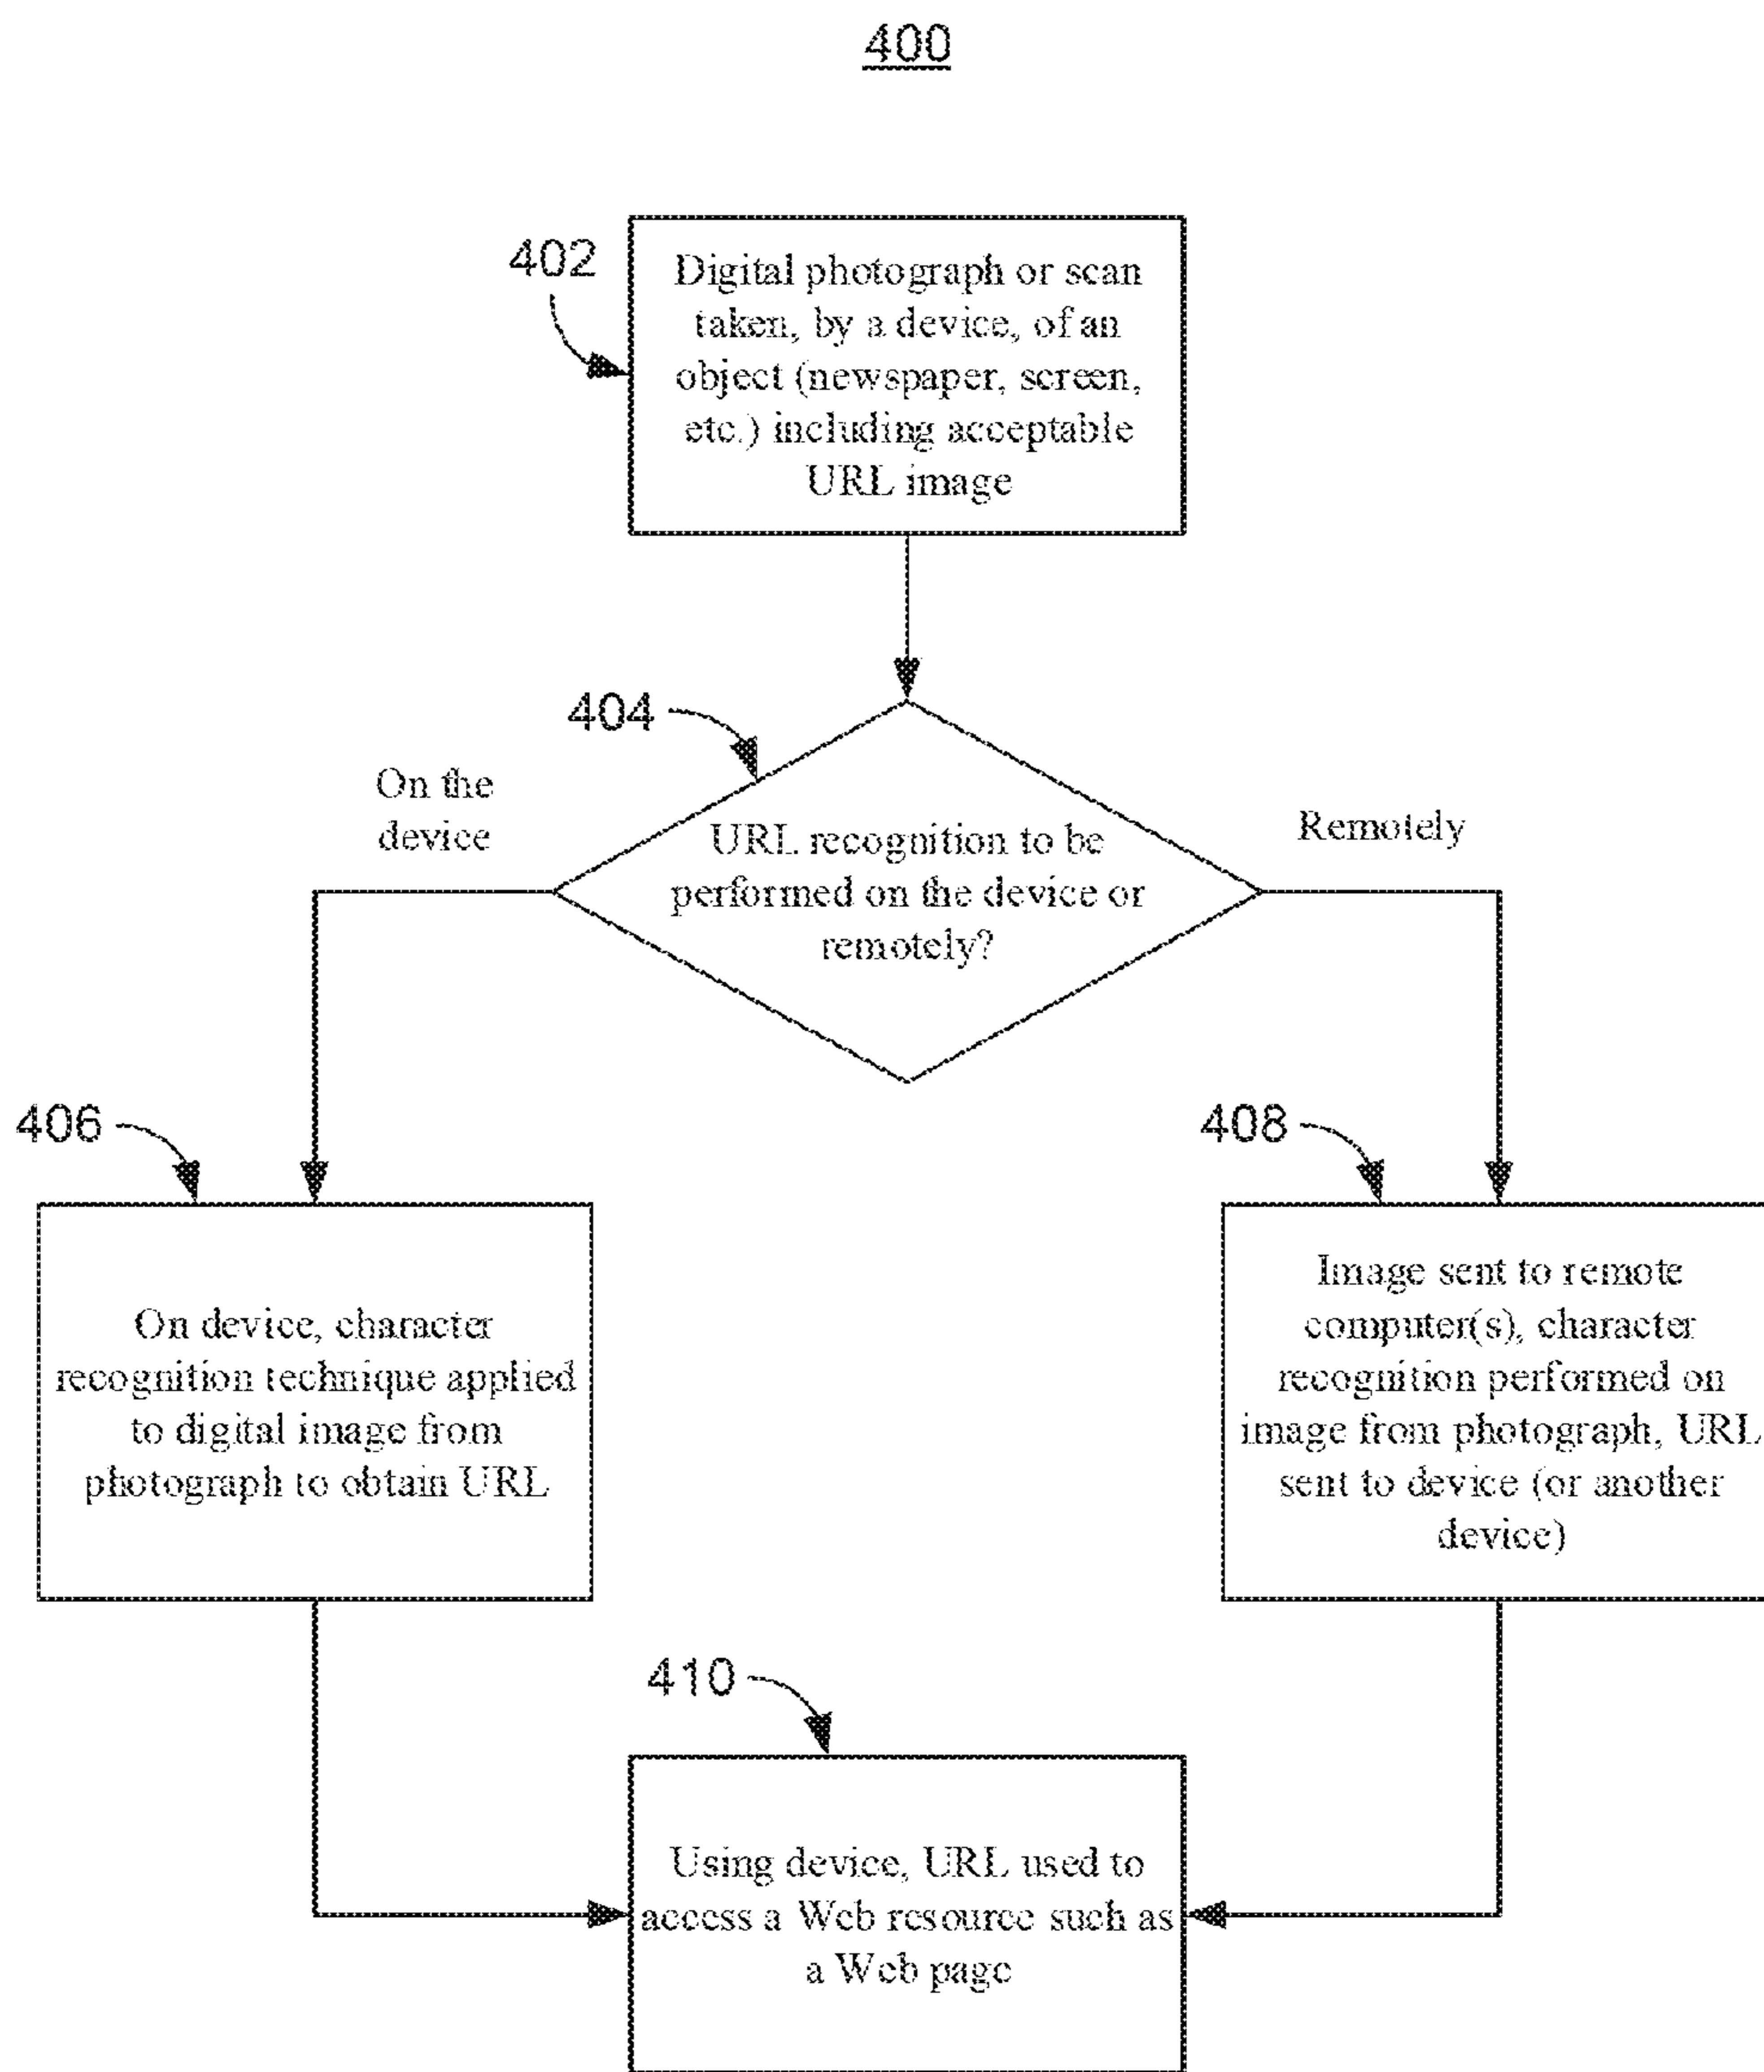 400
402
Digital photograph or scan
taken, by a device, of an
object (newspaper, screen,
etc.) including acceptable
URL image
404
On the
device
URL recognition to be
performed on the device or
remotely?
Remotely
406
On device, character
recognition technique applied
to digital image from
photograph to obtain URL
408
Image sent to remote
computer(s), character
recognition performed on
image from photograph, URL
sent to device (or another
device)
410
Using device, URL used to
access a Web resource such as
a Web page